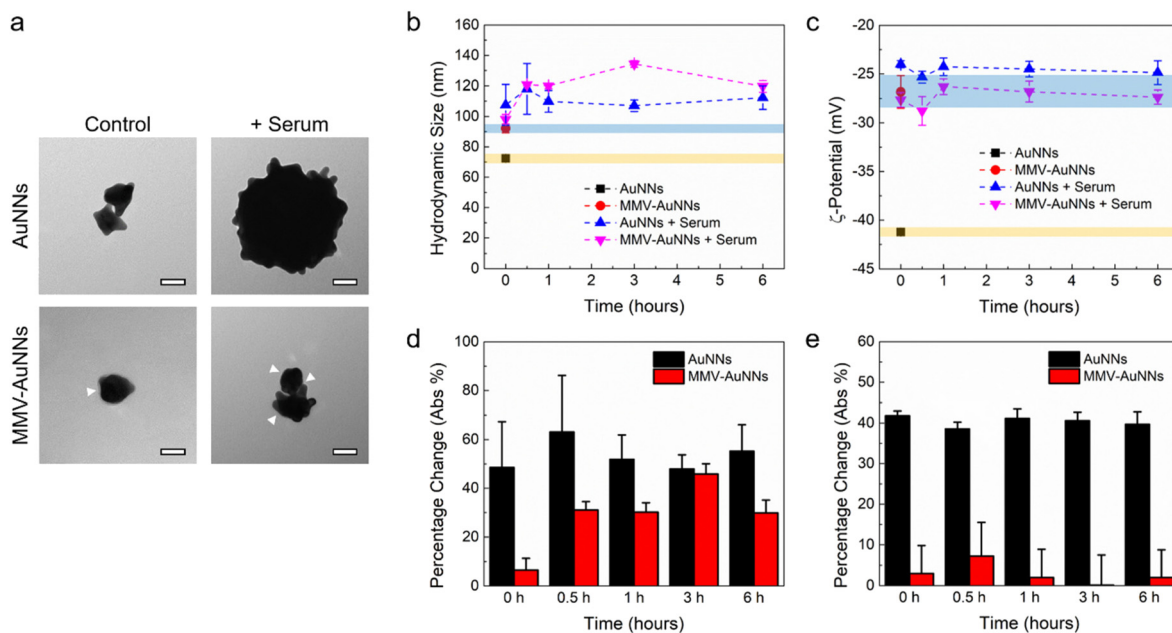 a
Control
+ Serum
AuNNs
MMV-AuNNs
b
Hydrodynamic Size (nm)
160
140
120
100
80
60
40
20
0
AuNNs
MMV-AuNNs
AuNNs + Serum
MMV-AuNNs + Serum
0 1 2 3 4 5 6
Time (hours)
c
ζ-Potential (mV)
-20
-25
-30
-35
-40
-45
AuNNs
MMV-AuNNs
AuNNs + Serum
MMV-AuNNs + Serum
0 1 2 3 4 5 6
Time (hours)
d
Percentage Change (Abs %)
100
80
60
40
20
0
AuNNs
MMV-AuNNs
0 h 0.5 h 1 h 3 h 6 h
Time (hours)
e
Percentage Change (Abs %)
60
50
40
30
20
10
0
AuNNs
MMV-AuNNs
0 h 0.5 h 1 h 3 h 6 h
Time (hours)